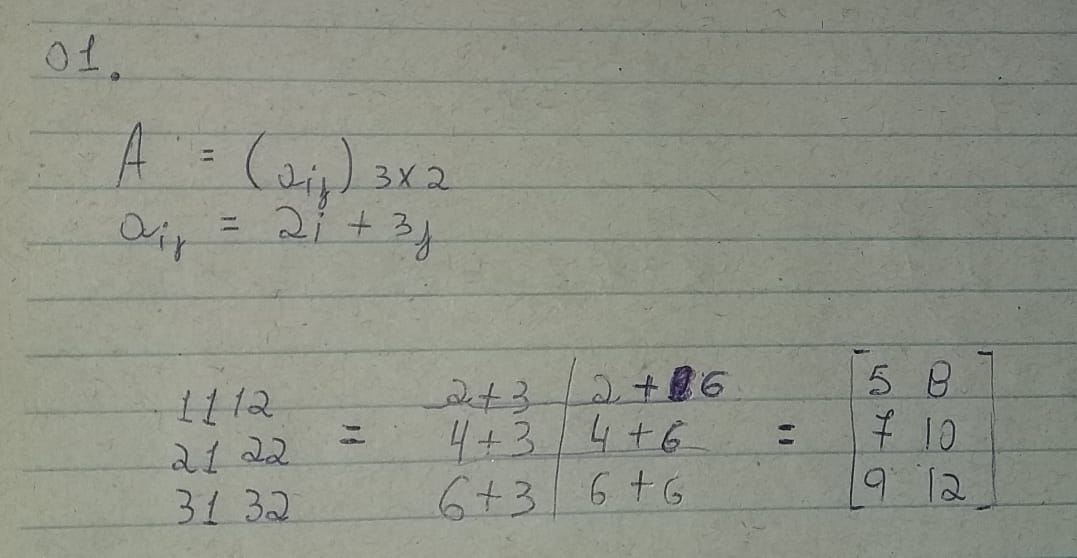 01.
A = (aij) 3x2
aij = 2i + 3j
11 12 = 2+3 | 2+6 = [5 8
21 22 4+3 | 4+6 7 10
31 32 6+3 | 6+6 9 12]